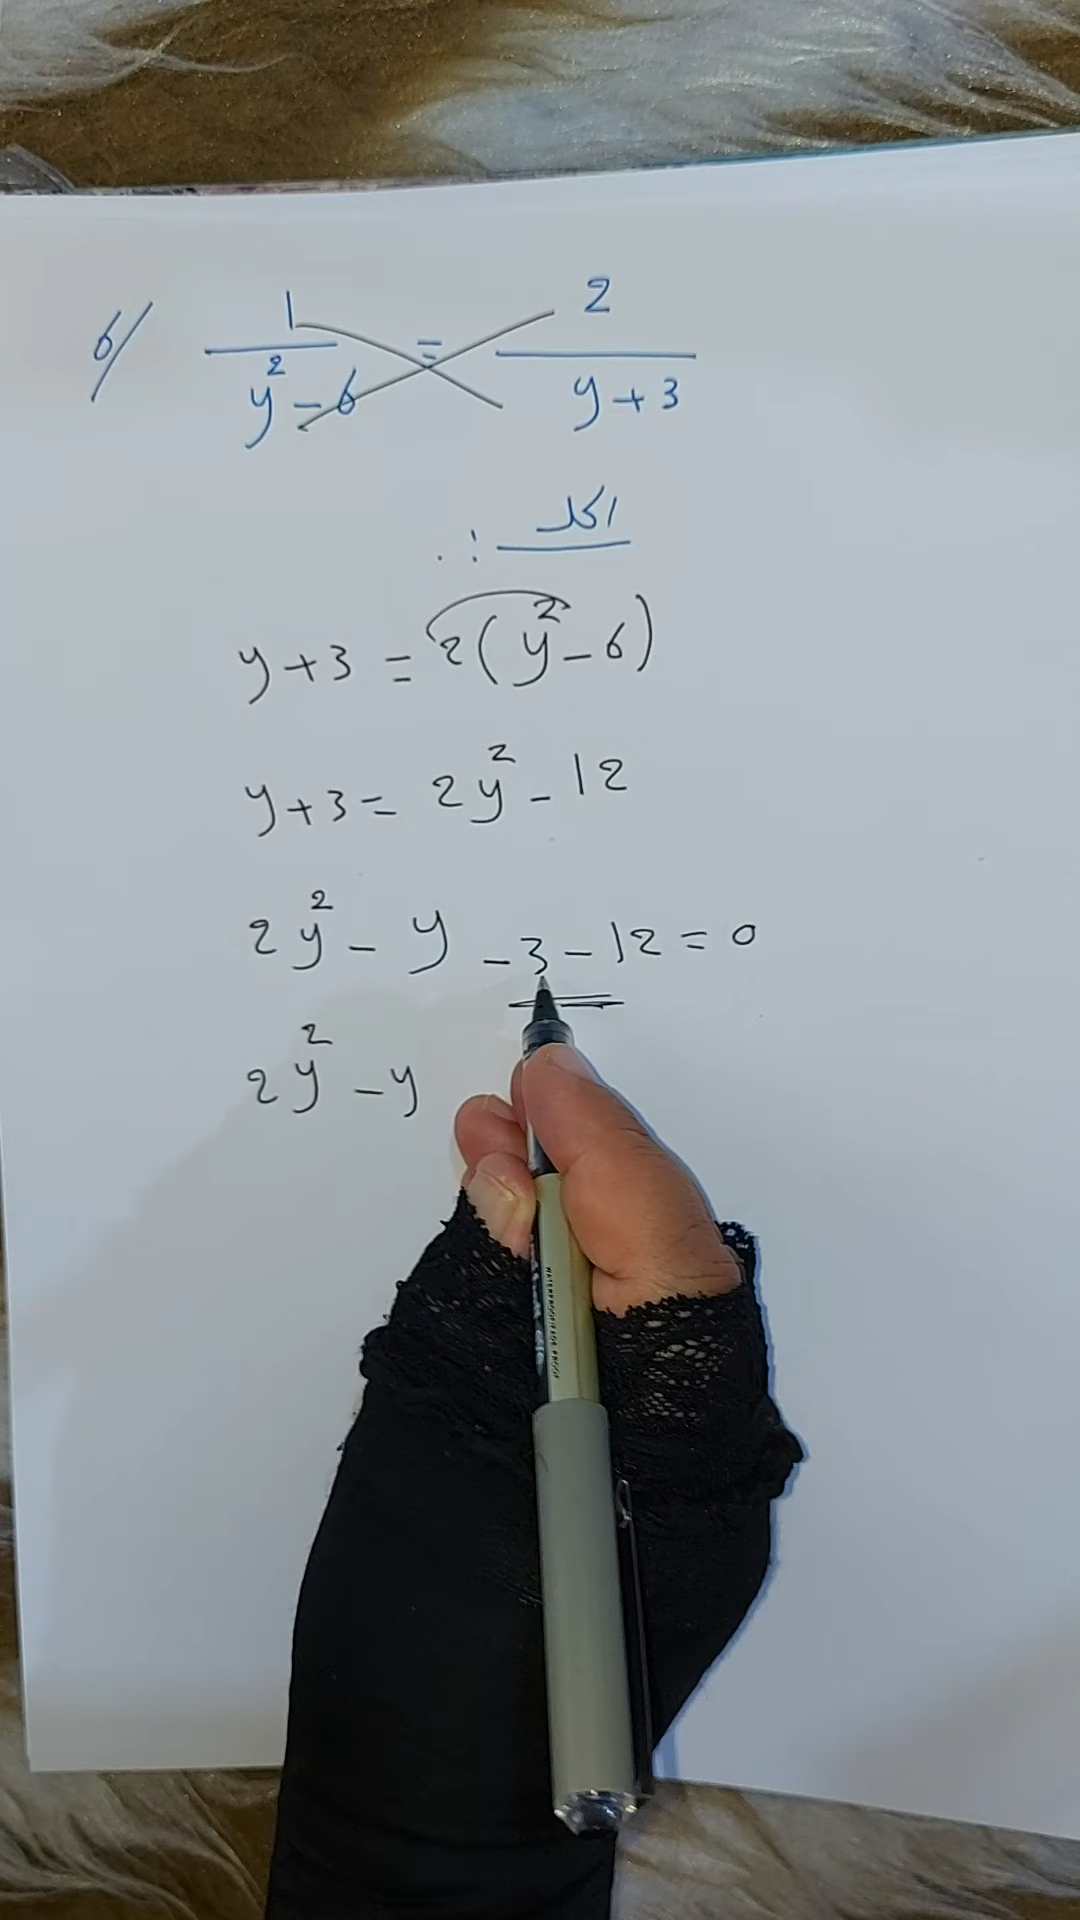 6/ 1/(y² - 6) = 2/(y + 3)
الحل :.
y + 3 = 2(y² - 6)
y + 3 = 2y² - 12
2y² - y - 3 - 12 = 0
2y² - y